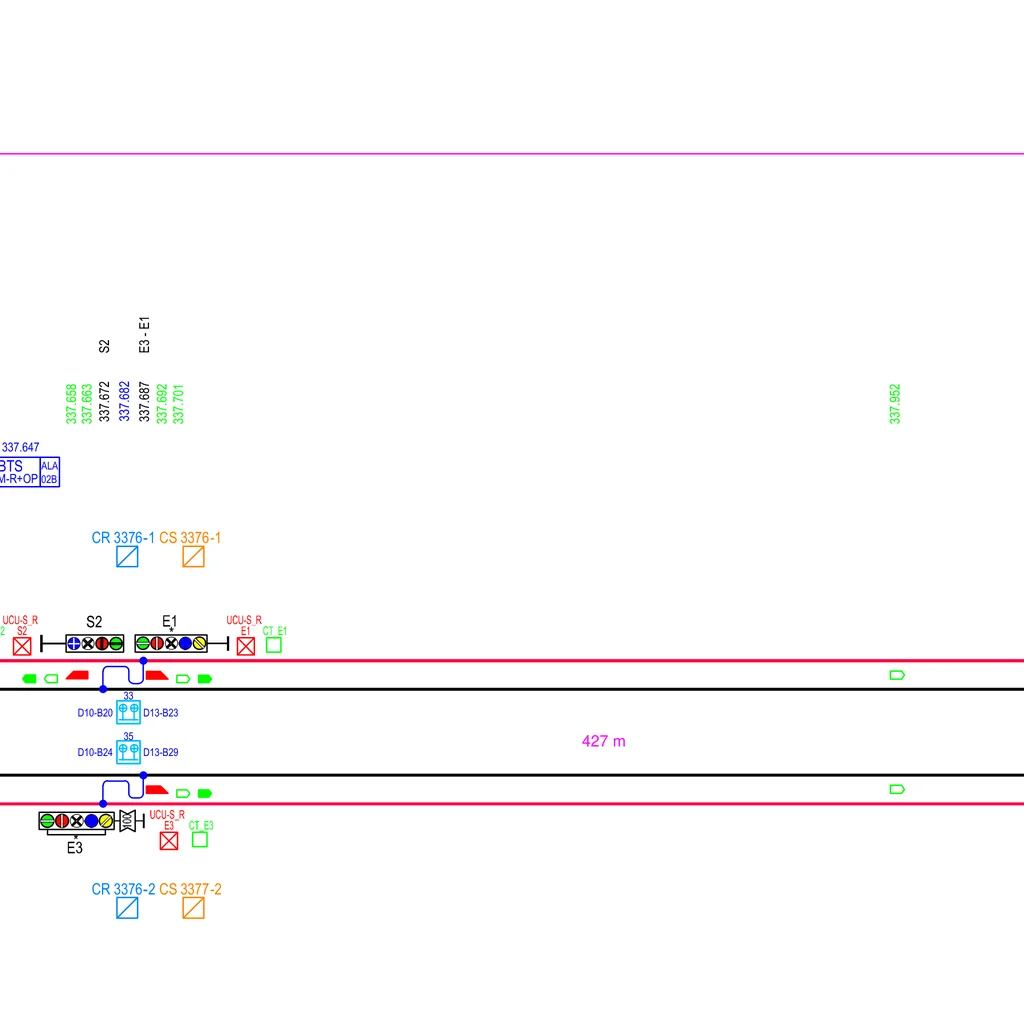 S2
E3 - E1
337.658
337.663
337.672
337.682
337.687
337.692
337.701
337.952
337.647
BTS
ALA
M-R+OP
02B
CR 3376-1
CS 3376-1
UCU-S_R
S2
2
S2
E1
*
UCU-S_R
E1
CT_E1
33
D10-B20
D13-B23
35
D10-B24
D13-B29
427 m
*
E3
UCU-S_R
E3
CT_E3
CR 3376-2
CS 3377-2